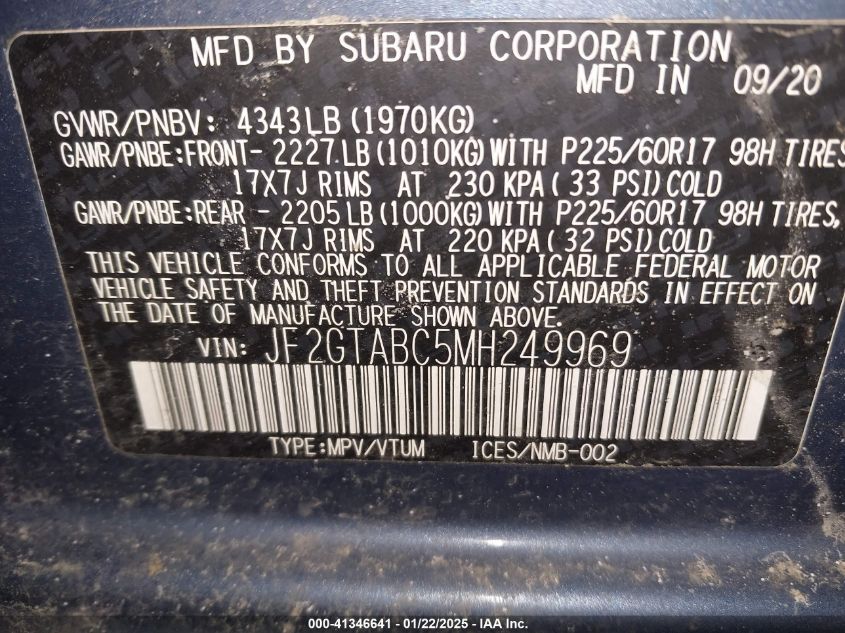 MFD BY SUBARU CORPORATION
MFD IN 09/20
GVWR/PNBV: 4343LB (1970KG)
GAWR/PNBE:FRONT- 2227.LB (1010KG) WITH P225/60R17 98H TIRES
17X7J RIMS AT 230 KPA ( 33 PSI) COLD
GAWR/PNBE:REAR - 2205 LB (1000KG) WITH P225/60R17 98H TIRES,
17X7J RIMS AT 220 KPA ( 32 PSI) COLD
THIS VEHICLE CONFORMS TO ALL APPLICABLE FEDERAL MOTOR
VEHICLE SAFETY AND THEFT PREVENTION STANDARDS IN EFFECT ON
THE DATE OF MANUFACTURE SHOWN ABOVE.
VIN: JF2GTABC5MH249969
TYPE:MPV/VTUM ICES/NMB-002
000-41346641 - 01/22/2025 - IAA Inc.